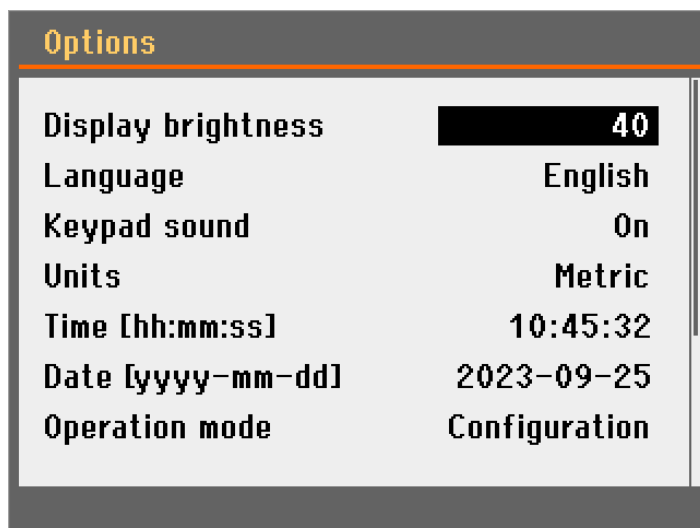 Options
Display brightness 40
Language English
Keypad sound On
Units Metric
Time [hh:mm:ss] 10:45:32
Date [yyyy-mm-dd] 2023-09-25
Operation mode Configuration